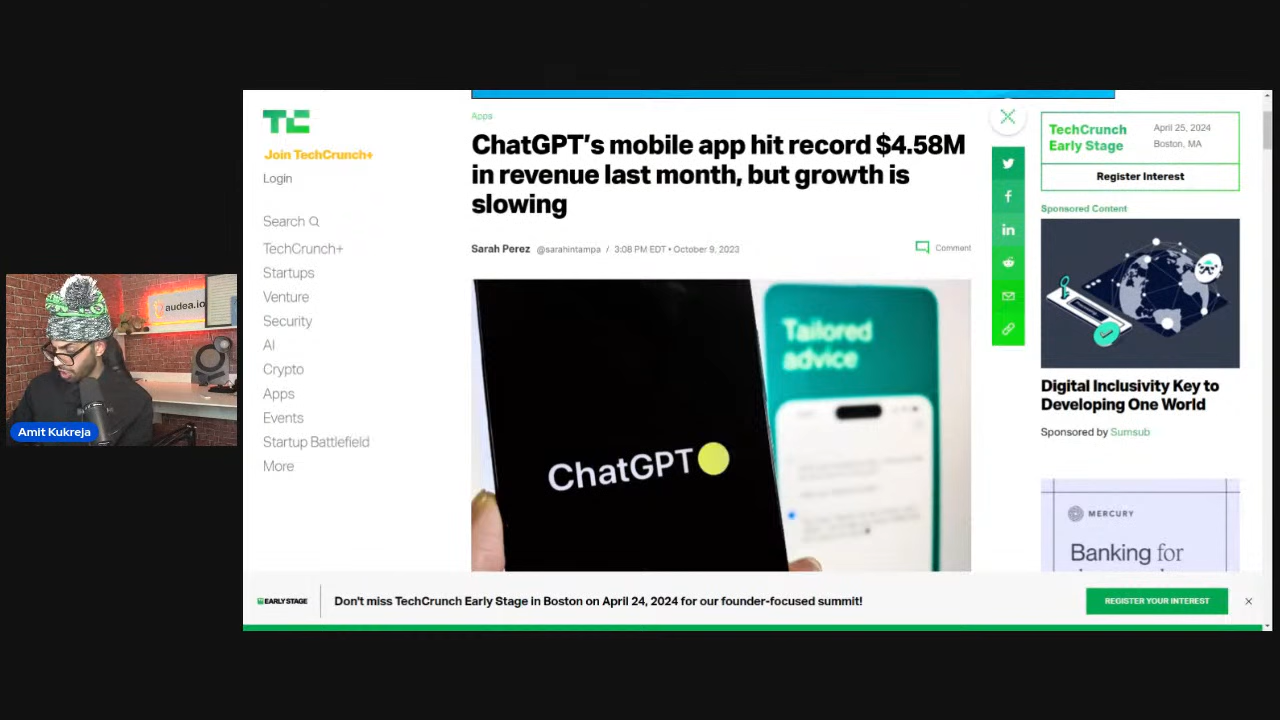 TC
Join TechCrunch+
Login
Search
TechCrunch+
Startups
Venture
Security
AI
Crypto
Apps
Events
Startup Battlefield
More
Apps
ChatGPT’s mobile app hit record $4.58M
in revenue last month, but growth is
slowing
Sarah Perez @sarahintampa / 3:08 PM EDT • October 9, 2023
Comment
Tailored
advice
ChatGPT
TechCrunch
Early Stage
April 25, 2024
Boston, MA
Register Interest
Sponsored Content
Digital Inclusivity Key to
Developing One World
Sponsored by Sumsub
MERCURY
Banking for
audea.io
Amit Kukreja
EARLY STAGE
Don't miss TechCrunch Early Stage in Boston on April 24, 2024 for our founder-focused summit!
REGISTER YOUR INTEREST